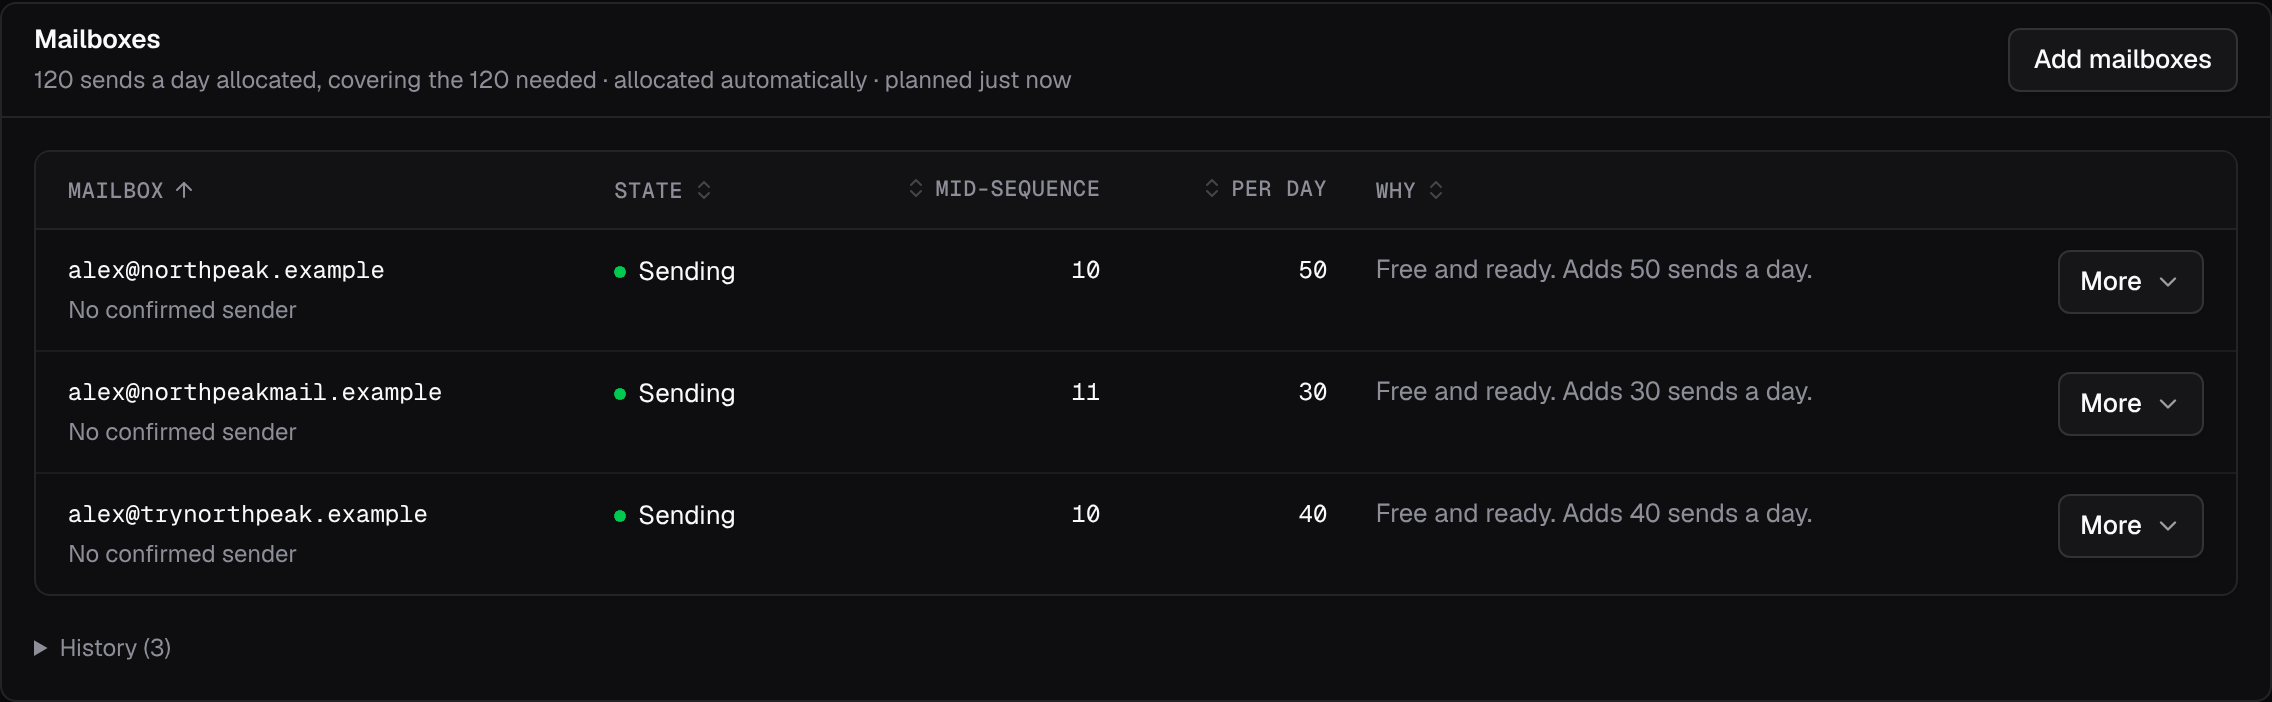 Mailboxes
120 sends a day allocated, covering the 120 needed · allocated automatically · planned just now
Add mailboxes
MAILBOX STATE MID-SEQUENCE PER DAY WHY
alex@northpeak.example Sending 10 50 Free and ready. Adds 50 sends a day. More
No confirmed sender
alex@northpeakmail.example Sending 11 30 Free and ready. Adds 30 sends a day. More
No confirmed sender
alex@trynorthpeak.example Sending 10 40 Free and ready. Adds 40 sends a day. More
No confirmed sender
History (3)